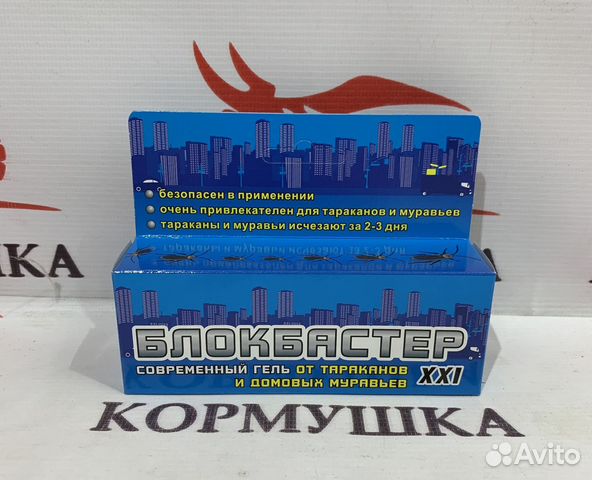 безопасен в применении
очень привлекателен для тараканов и муравьев
тараканы и муравьи исчезают за 2-3 дня
МУШКА
БЛОКБАСТЕР
СОВРЕМЕННЫЙ ГЕЛЬ ОТ ТАРАКАНОВ
И ДОМОВЫХ МУРАВЬЕВ
XXI
КОРМУШКА
Avito